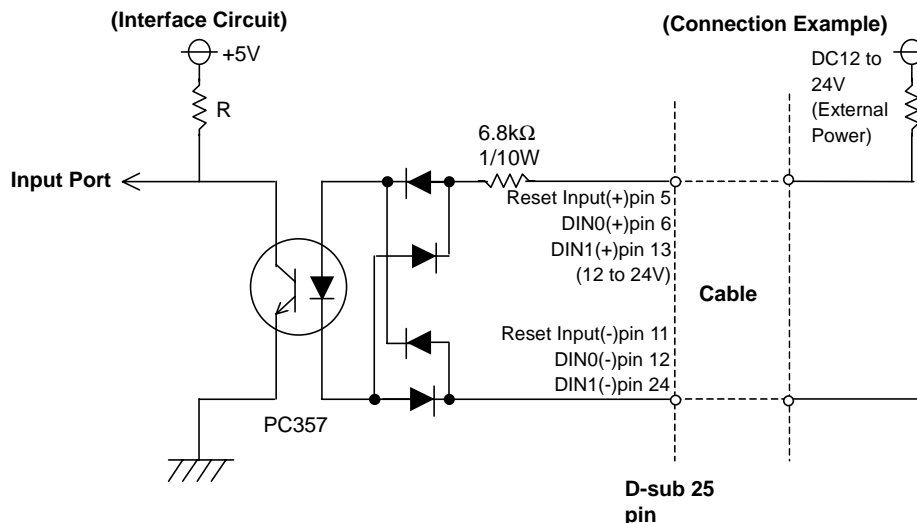 (Interface Circuit)
+5V
R
Input Port
PC357
6.8kΩ
1/10W
Reset Input(+)pin 5
DIN0(+)pin 6
DIN1(+)pin 13
(12 to 24V)
Reset Input(-)pin 11
DIN0(-)pin 12
DIN1(-)pin 24
Cable
D-sub 25
pin
(Connection Example)
DC12 to
24V
(External
Power)